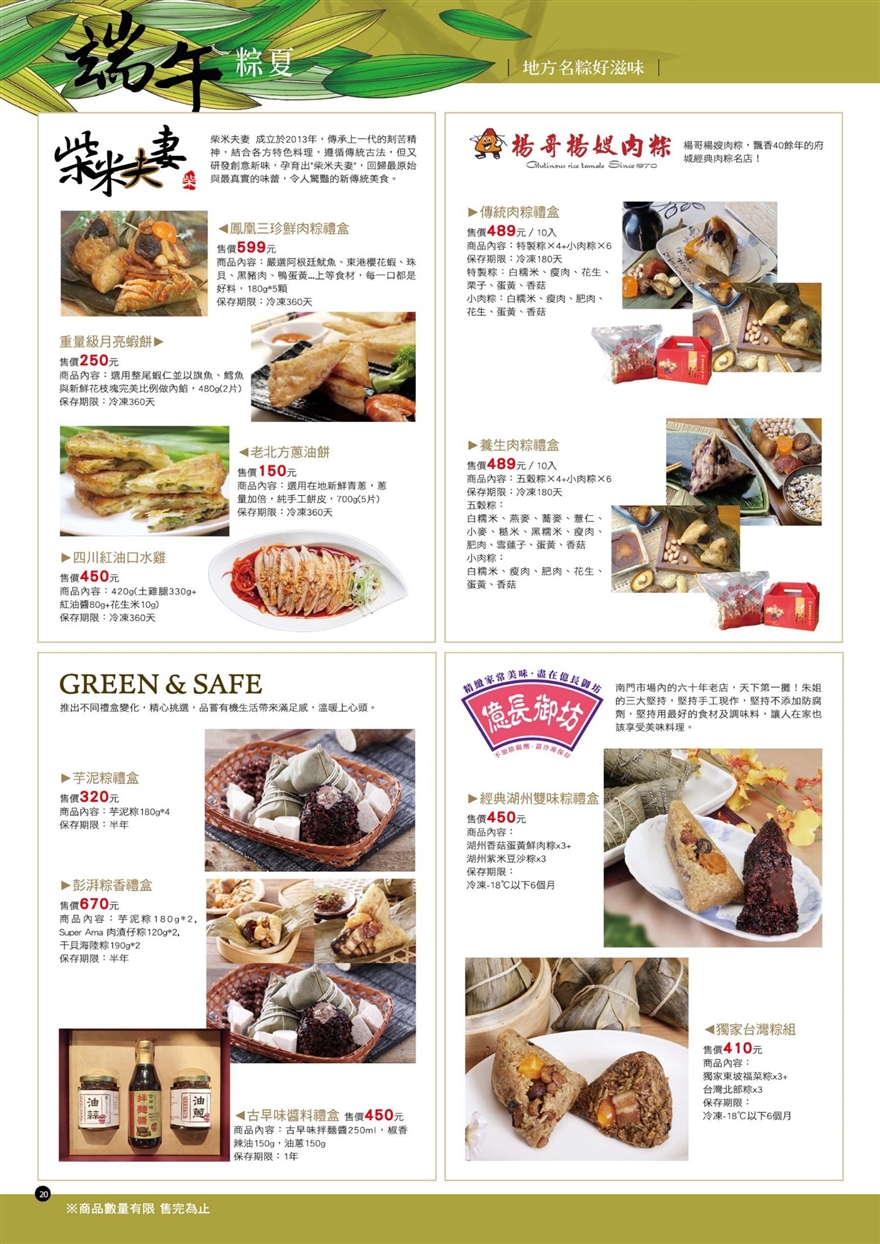 端午 粽夏
｜ 地方名粽好滋味 ｜
柴米夫妻
柴
柴米夫妻 成立於2013年，傳承上一代的刻苦精
神，結合各方特色料理，遵循傳統古法，但又
研發創意新味，孕育出"柴米夫妻"，回歸最原始
與最真實的味蕾，令人驚豔的新傳統美食。
◀鳳凰三珍鮮肉粽禮盒
售價599元
商品內容：嚴選阿根廷魷魚、東港櫻花蝦、珠
貝、黑豬肉、鴨蛋黃...上等食材，每一口都是
好料，180g*5顆
保存期限：冷凍360天
重量級月亮蝦餅▶
售價250元
商品內容：選用整尾蝦仁並以旗魚、鱈魚
與新鮮花枝塊完美比例做內餡，480g(2片)
保存期限：冷凍360天
◀老北方蔥油餅
售價150元
商品內容：選用在地新鮮青蔥，蔥
量加倍，純手工餅皮，700g(5片)
保存期限：冷凍360天
▶四川紅油口水雞
售價450元
商品內容：420g(土雞腿330g+
紅油醬80g+花生米10g)
保存期限：冷凍360天
楊哥楊嫂肉粽
Glutinou rice tamale Since 1970
楊哥楊嫂肉粽，飄香40餘年的府
城經典肉粽名店！
▶傳統肉粽禮盒
售價489元 / 10入
商品內容：特製粽×4+小肉粽×6
保存期限：冷凍180天
特製粽：白糯米、瘦肉、花生、
栗子、蛋黃、香菇
小肉粽：白糯米、瘦肉、肥肉、
花生、蛋黃、香菇
▶養生肉粽禮盒
售價489元 / 10入
商品內容：五穀粽×4+小肉粽×6
保存期限：冷凍180天
五穀粽：
白糯米、燕麥、蕎麥、薏仁、
小麥、糙米、黑糯米、瘦肉、
肥肉、雪蓮子、蛋黃、香菇
小肉粽：
白糯米、瘦肉、肥肉、花生、
蛋黃、香菇
GREEN & SAFE
推出不同禮盒變化，精心挑選，品嘗有機生活帶來滿足感，溫暖上心頭。
▶芋泥粽禮盒
售價320元
商品內容：芋泥粽180g*4
保存期限：半年
▶彭湃粽香禮盒
售價670元
商品內容：芋泥粽180g*2,
Super Ama 肉漬仔粽120g*2,
干貝海陸粽190g*2
保存期限：半年
油辣
拌麵醬
油蔥
◀古早味醬料禮盒 售價450元
商品內容：古早味拌麵醬250ml，椒香
辣油150g，油蔥150g
保存期限：1年
精緻家常美味‧盡在億長御坊
億長御坊
不加防腐劑‧請冷凍保存
南門市場內的六十年老店，天下第一攤！朱姐
的三大堅持，堅持手工現作，堅持不添加防腐
劑，堅持用最好的食材及調味料，讓人在家也
該享受美味料理。
▶經典湖州雙味粽禮盒
售價450元
商品內容：
湖州香菇蛋黃鮮肉粽x3+
湖州紫米豆沙粽x3
保存期限：
冷凍-18℃以下6個月
◀獨家台灣粽組
售價410元
商品內容：
獨家東坡福菜粽x3+
台灣北部粽x3
保存期限：
冷凍-18℃以下6個月
20
※商品數量有限 售完為止